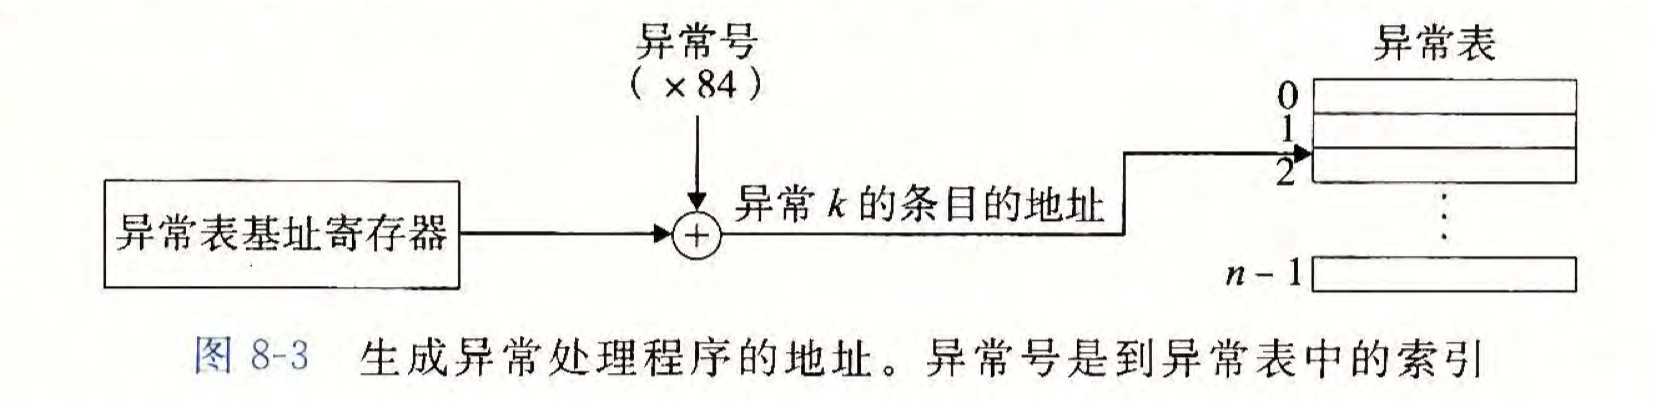 异常号
( ×84 )
异常表
0
1
2
异常 k 的条目的地址
异常表基址寄存器
+
n-1
图 8-3 生成异常处理程序的地址。异常号是到异常表中的索引